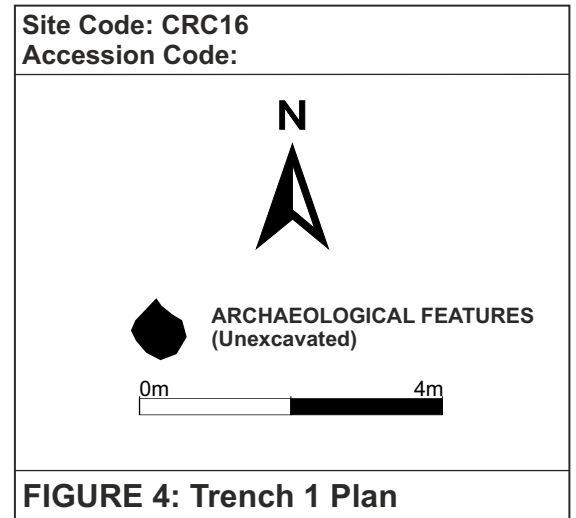 Site Code: CRC16
Accession Code:
N
ARCHAEOLOGICAL FEATURES
(Unexcavated)
0m 4m
FIGURE 4: Trench 1 Plan